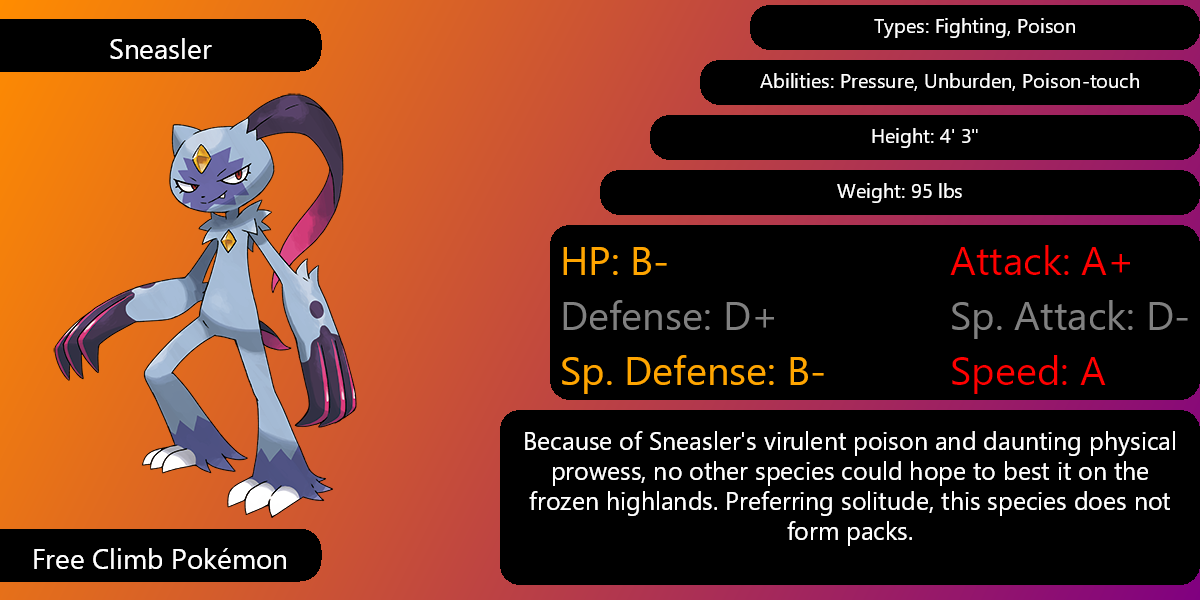 Sneasler
Types: Fighting, Poison
Abilities: Pressure, Unburden, Poison-touch
Height: 4' 3"
Weight: 95 lbs
HP: B-
Attack: A+
Defense: D+
Sp. Attack: D-
Sp. Defense: B-
Speed: A
Because of Sneasler's virulent poison and daunting physical
prowess, no other species could hope to best it on the
frozen highlands. Preferring solitude, this species does not
form packs.
Free Climb Pokémon